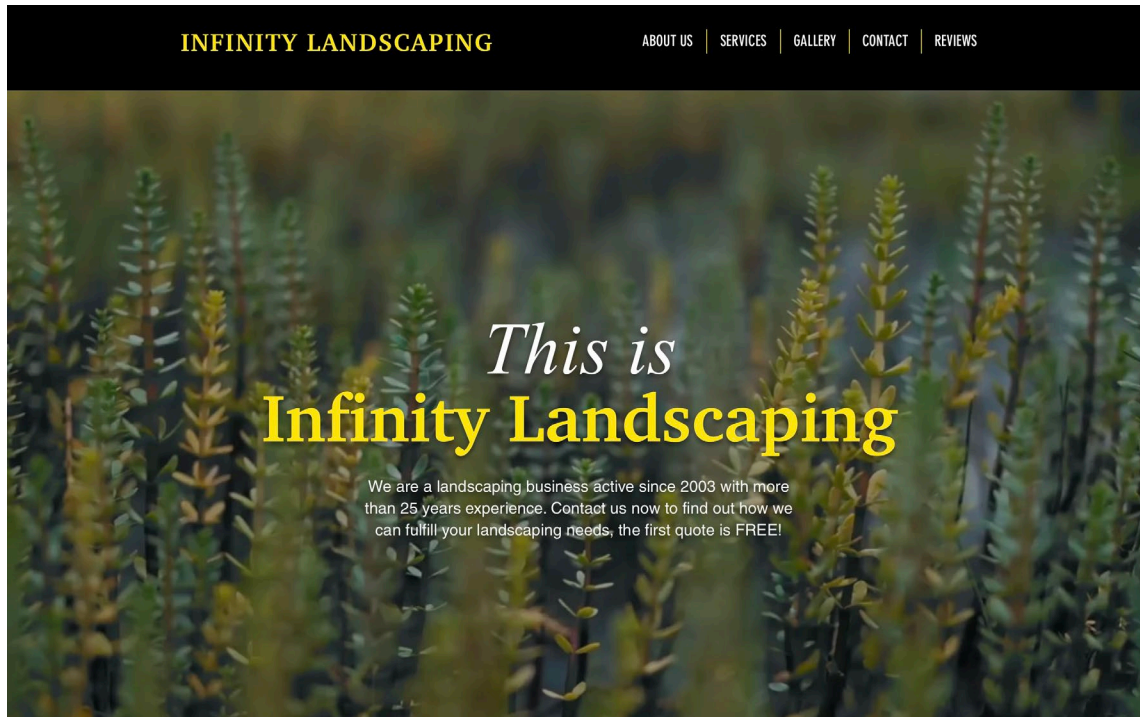 INFINITY LANDSCAPING
ABOUT US SERVICES GALLERY CONTACT REVIEWS
This is
Infinity Landscaping
We are a landscaping business active since 2003 with more
than 25 years experience. Contact us now to find out how we
can fulfill your landscaping needs, the first quote is FREE!